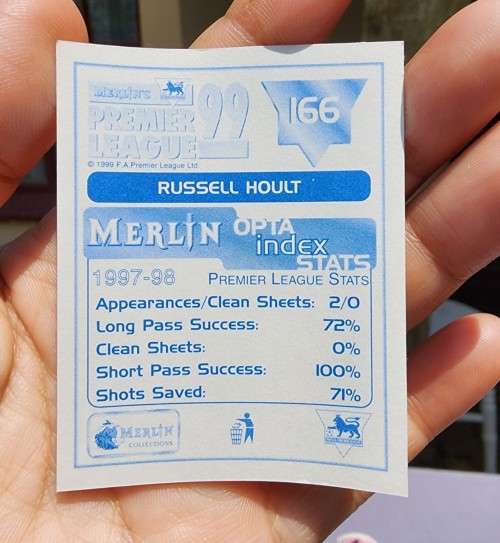 MERLIN'S
PREMIER
LEAGUE
99
© 1999 F.A.Premier League Ltd
166
RUSSELL HOULT
MERLIN OPTA
index
STATS
1997-98 PREMIER LEAGUE STATS
Appearances/Clean Sheets: 2/0
Long Pass Success: 72%
Clean Sheets: 0%
Short Pass Success: 100%
Shots Saved: 71%
MERLIN
COLLECTIONS